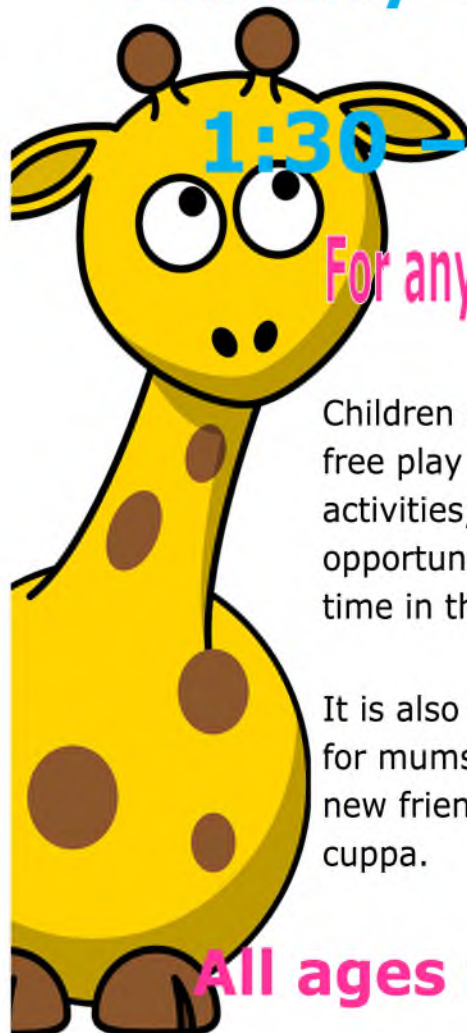 1:30 –
For any
Children
free play
activities,
opportun
time in th
It is also
for mums
new frien
cuppa.
All ages